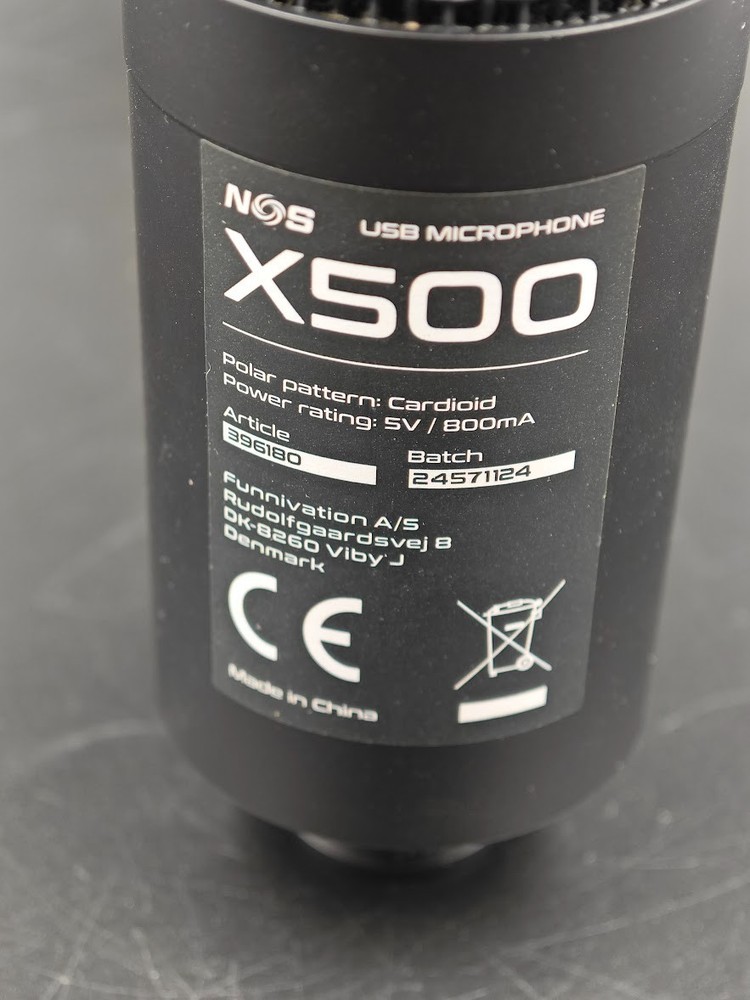 NOS USB MICROPHONE
X500
Polar pattern: Cardioid
Power rating: 5V / 800mA
Article
396180
Batch
24571124
Funnivation A/S
Rudolfgaardsvej 8
DK-8260 Viby J
Denmark
CE
Made in China